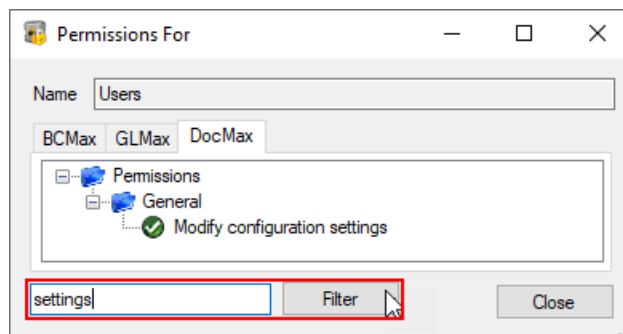 Permissions For
Name Users
BCMax GLMax DocMax
Permissions
General
Modify configuration settings
settings Filter Close